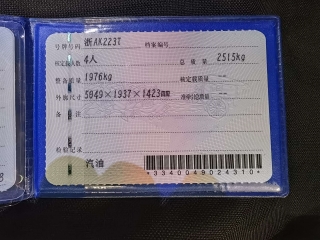 号牌号码 浙AK223T 档案编号
核定载人数 4人 总质量 2515kg
整备质量 1976kg 核定载质量 --
外廓尺寸 5049×1937×1423mm 准牵引总质量 --
备注
检验记录
汽油
*3340049024310*